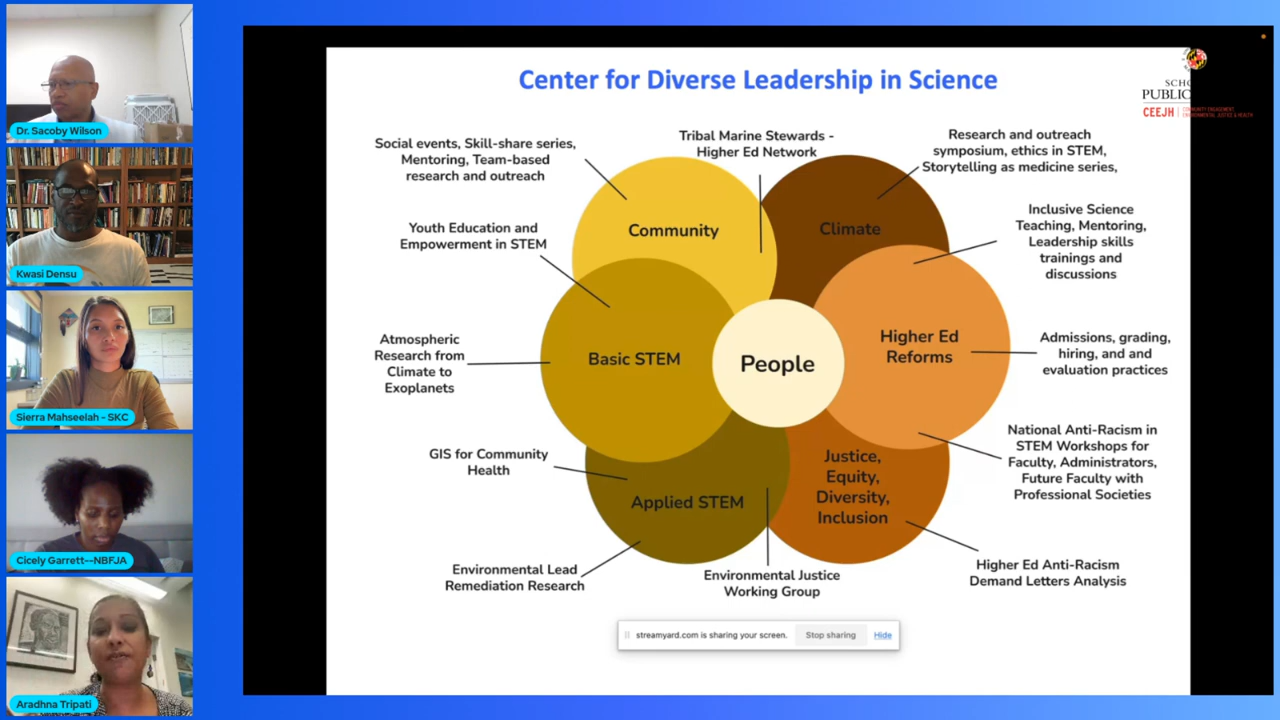 Dr. Sacoby Wilson
Kwasi Densu
Sierra Mahseelah - SKC
Cicely Garrett--NBFJA
Aradhna Tripati
Center for Diverse Leadership in Science
SCHO
PUBLIC
CEEJH
COMMUNITY ENGAGEMENT,
ENVIRONMENTAL JUSTICE & HEALTH
Social events, Skill-share series,
Mentoring, Team-based
research and outreach
Tribal Marine Stewards -
Higher Ed Network
Research and outreach
symposium, ethics in STEM,
Storytelling as medicine series,
Youth Education and
Empowerment in STEM
Inclusive Science
Teaching, Mentoring,
Leadership skills
trainings and
discussions
Community
Climate
Atmospheric
Research from
Climate to
Exoplanets
Basic STEM
People
Higher Ed
Reforms
Admissions, grading,
hiring, and and
evaluation practices
GIS for Community
Health
Applied STEM
Justice,
Equity,
Diversity,
Inclusion
National Anti-Racism in
STEM Workshops for
Faculty, Administrators,
Future Faculty with
Professional Societies
Environmental Lead
Remediation Research
Environmental Justice
Working Group
Higher Ed Anti-Racism
Demand Letters Analysis
streamyard.com is sharing your screen.
Stop sharing
Hide